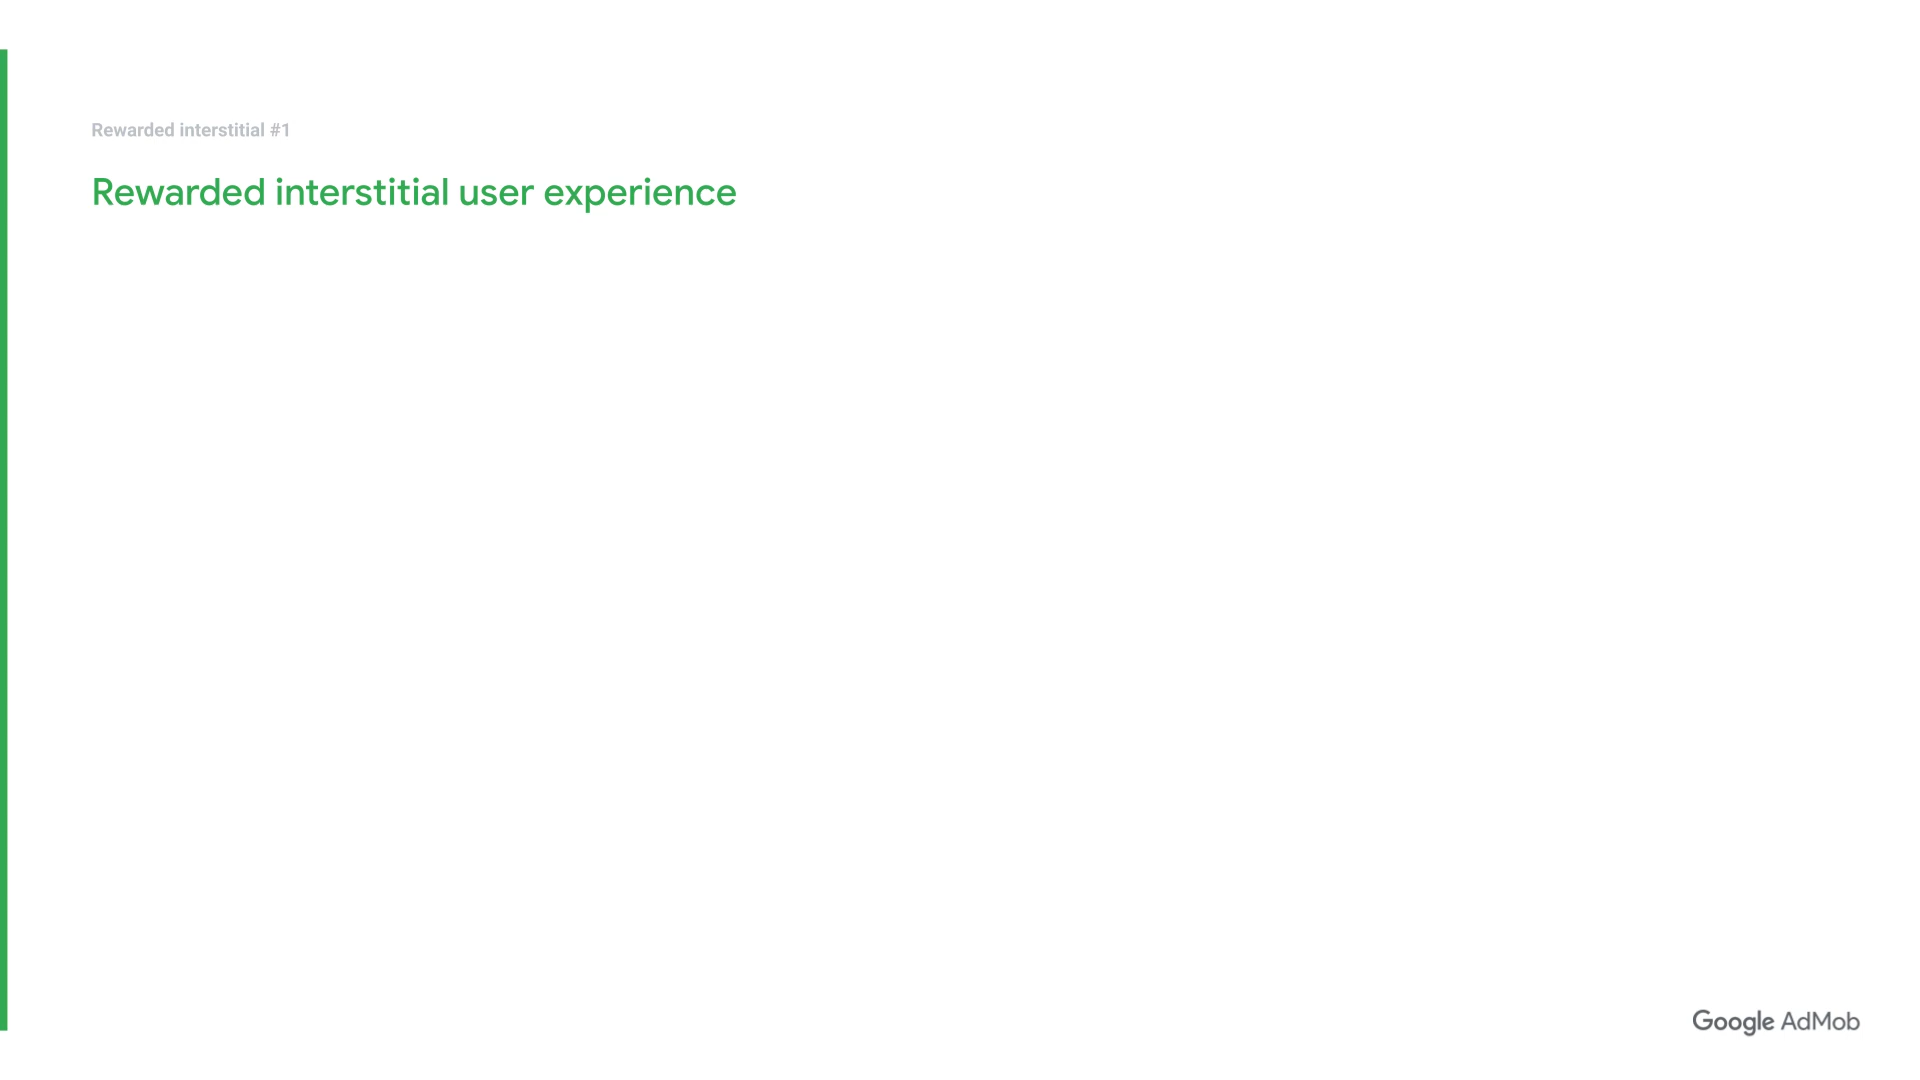 Rewarded interstitial #1
Rewarded interstitial user experience
Google AdMob